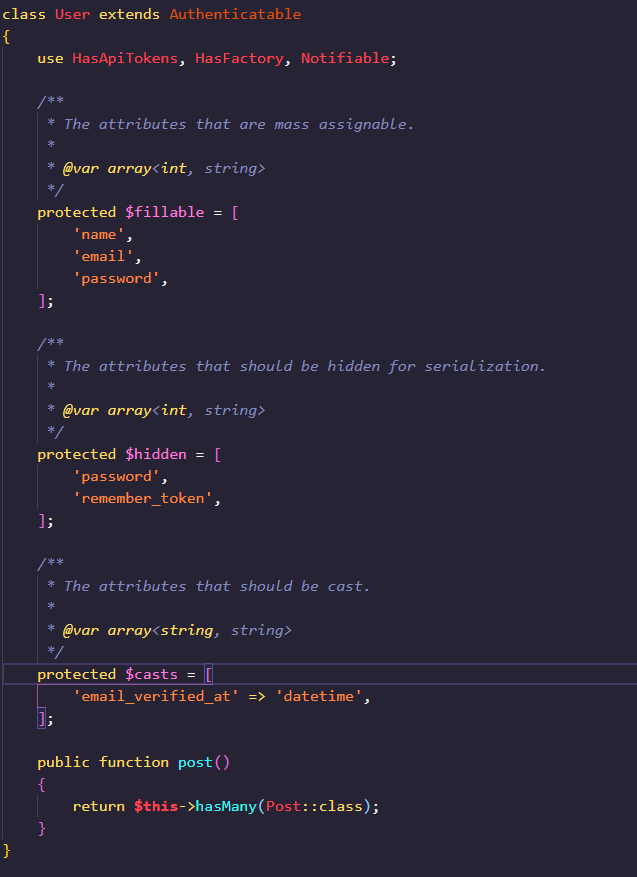 class User extends Authenticatable
{
    use HasApiTokens, HasFactory, Notifiable;

    /**
     * The attributes that are mass assignable.
     *
     * @var array<int, string>
     */
    protected $fillable = [
        'name',
        'email',
        'password',
    ];

    /**
     * The attributes that should be hidden for serialization.
     *
     * @var array<int, string>
     */
    protected $hidden = [
        'password',
        'remember_token',
    ];

    /**
     * The attributes that should be cast.
     *
     * @var array<string, string>
     */
    protected $casts = [
        'email_verified_at' => 'datetime',
    ];

    public function post()
    {
        return $this->hasMany(Post::class);
    }
}